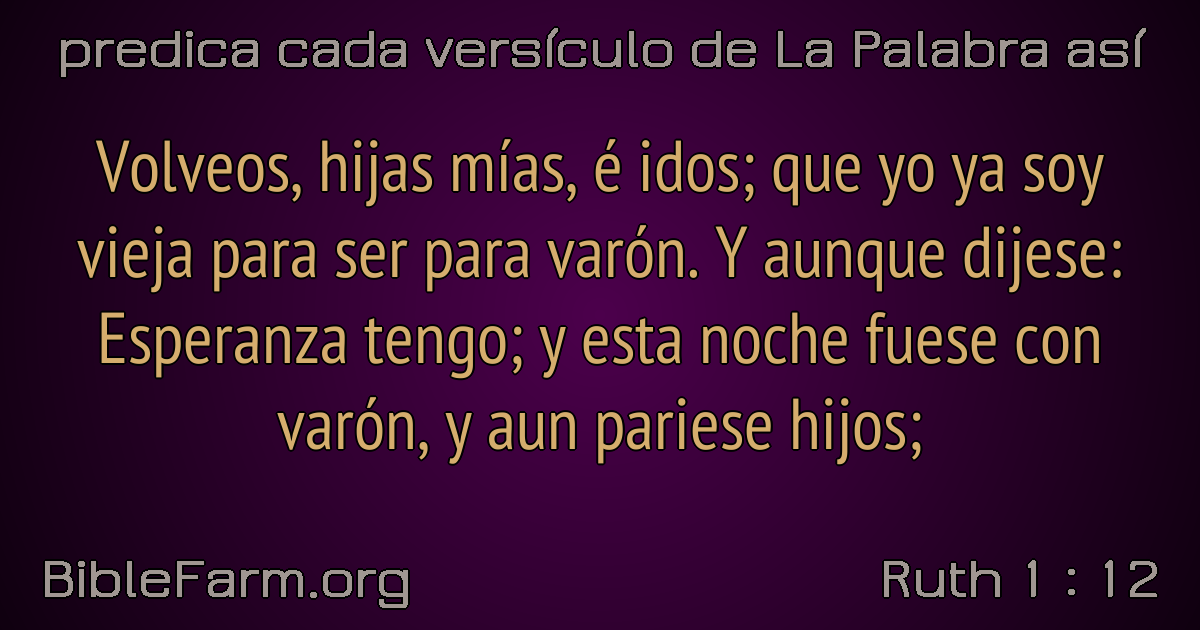 predica cada versículo de La Palabra así
Volveos, hijas mías, é idos; que yo ya soy
vieja para ser para varón. Y aunque dijese:
Esperanza tengo; y esta noche fuese con
varón, y aun pariese hijos;
BibleFarm.org
Ruth 1 : 12